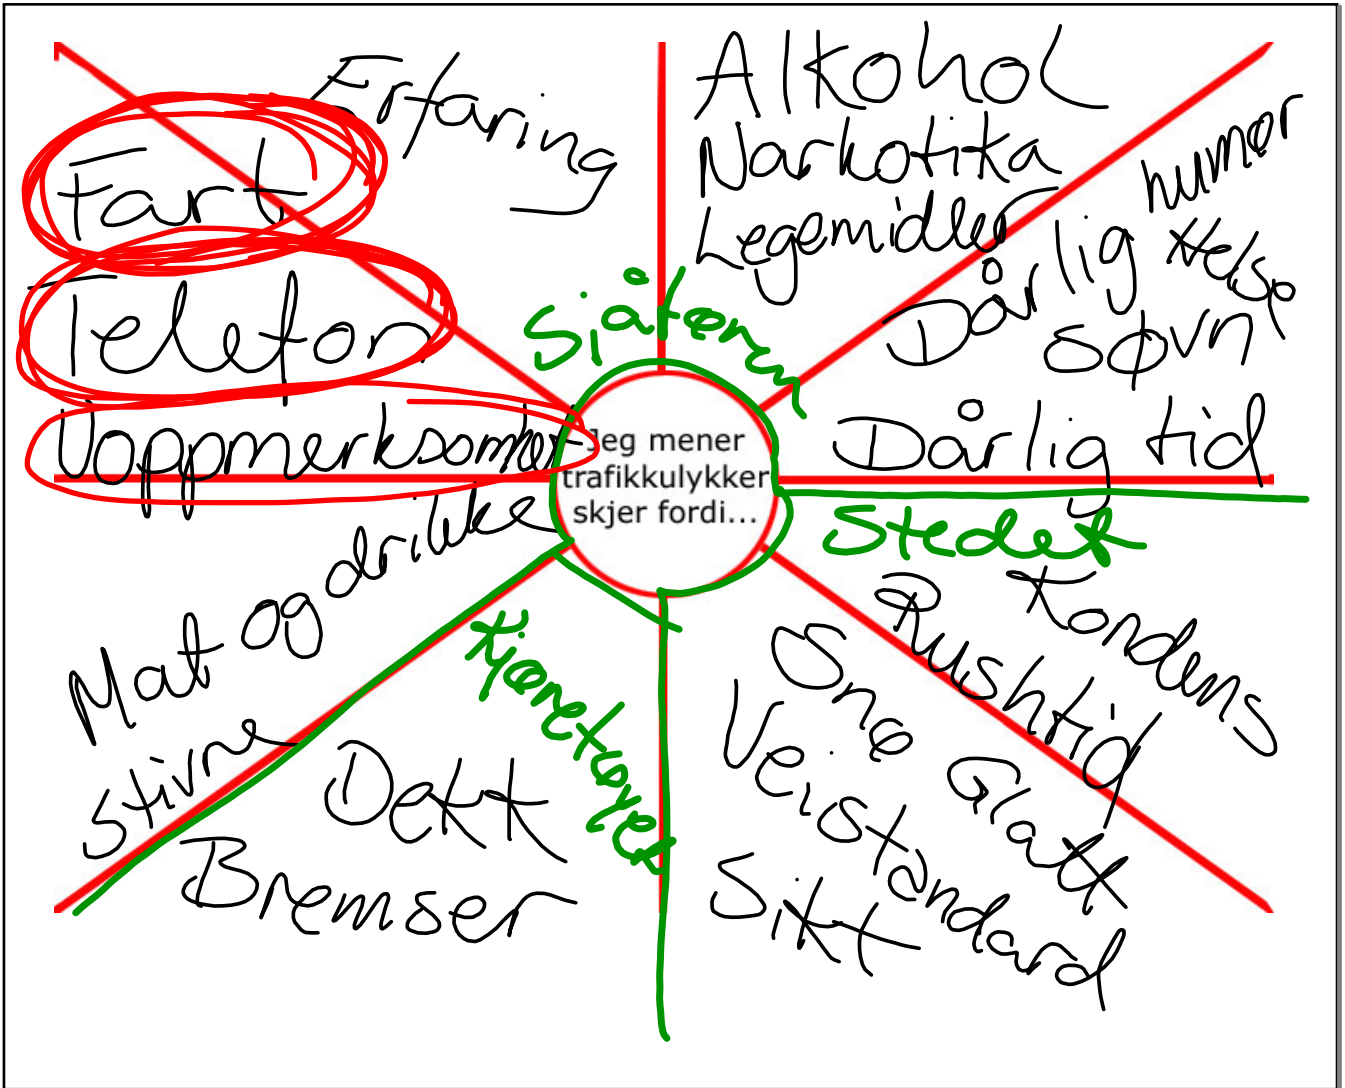 Erfaring
Fart
Telefon
Uoppmerksomhet
Alkohol
Narkotika
Legemidler
humør
Helse
Dårlig
søvn
Dårlig tid
Sjåføren
Jeg mener
trafikkulykker
skjer fordi...
Stedet
Kondens
Rushtid
Snø
Glatt
Veistandard
Sikt
Kjøretøyet
Dekk
Bremser
Mat og drikke
stivne